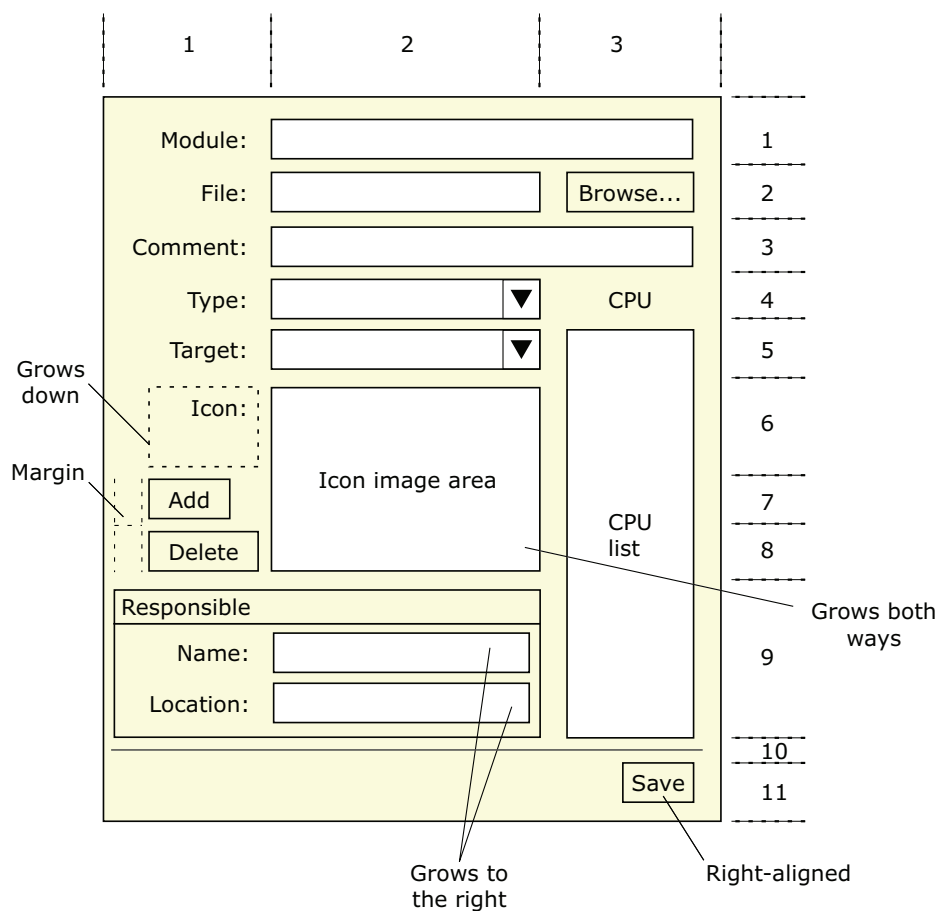 1 2 3
Module: 1
File: Browse... 2
Comment: 3
Type: CPU 4
Target: 5
Grows
down
Icon: 6
Margin
Icon image area
Add 7
CPU
list
Delete 8
Responsible
Grows both
ways
Name: 9
Location:
10
Save 11
Grows to
the right
Right-aligned